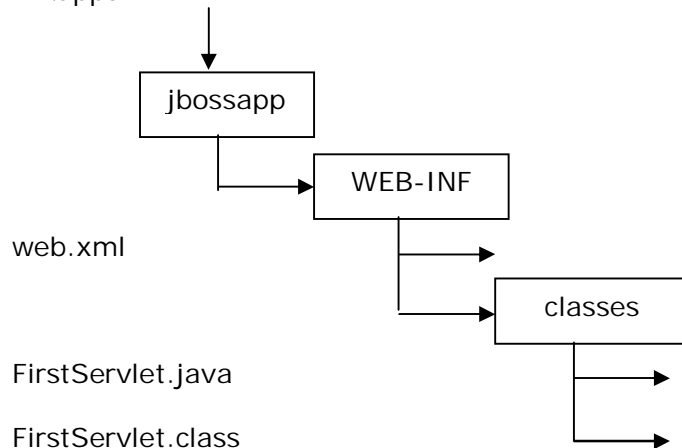 jbossapp
WEB-INF
web.xml
classes
FirstServlet.java
FirstServlet.class